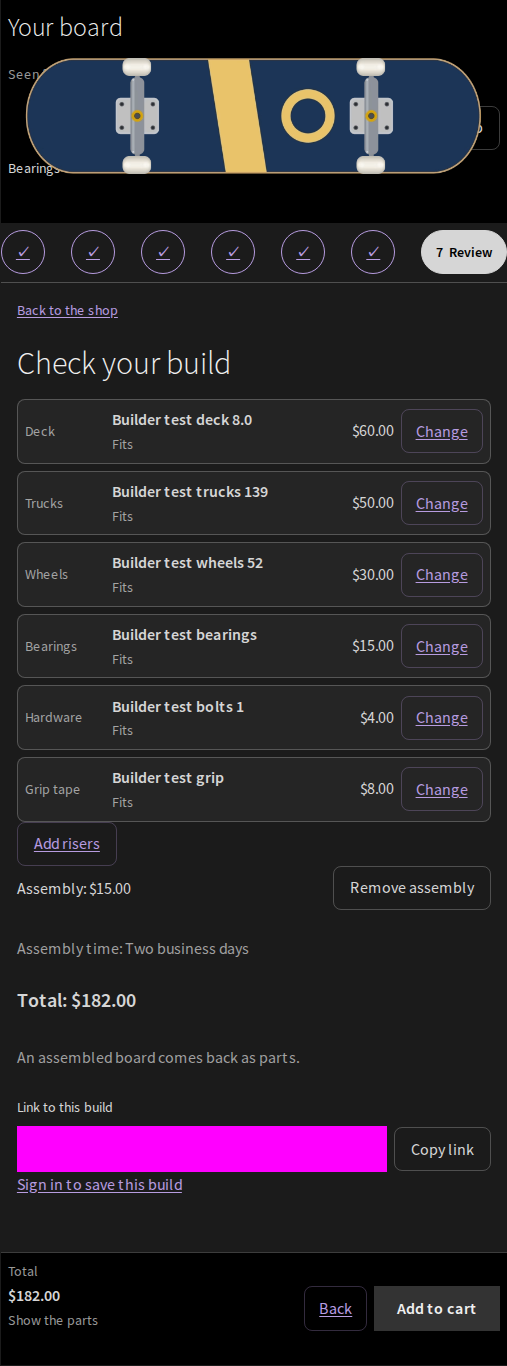 Your board
Seen
Bearings
✓ ✓ ✓ ✓ ✓ ✓ 7 Review
Back to the shop
Check your build
Deck
Builder test deck 8.0
Fits
$60.00
Change
Trucks
Builder test trucks 139
Fits
$50.00
Change
Wheels
Builder test wheels 52
Fits
$30.00
Change
Bearings
Builder test bearings
Fits
$15.00
Change
Hardware
Builder test bolts 1
Fits
$4.00
Change
Grip tape
Builder test grip
Fits
$8.00
Change
Add risers
Assembly: $15.00
Remove assembly
Assembly time: Two business days
Total: $182.00
An assembled board comes back as parts.
Link to this build
Copy link
Sign in to save this build
Total
$182.00
Show the parts
Back
Add to cart